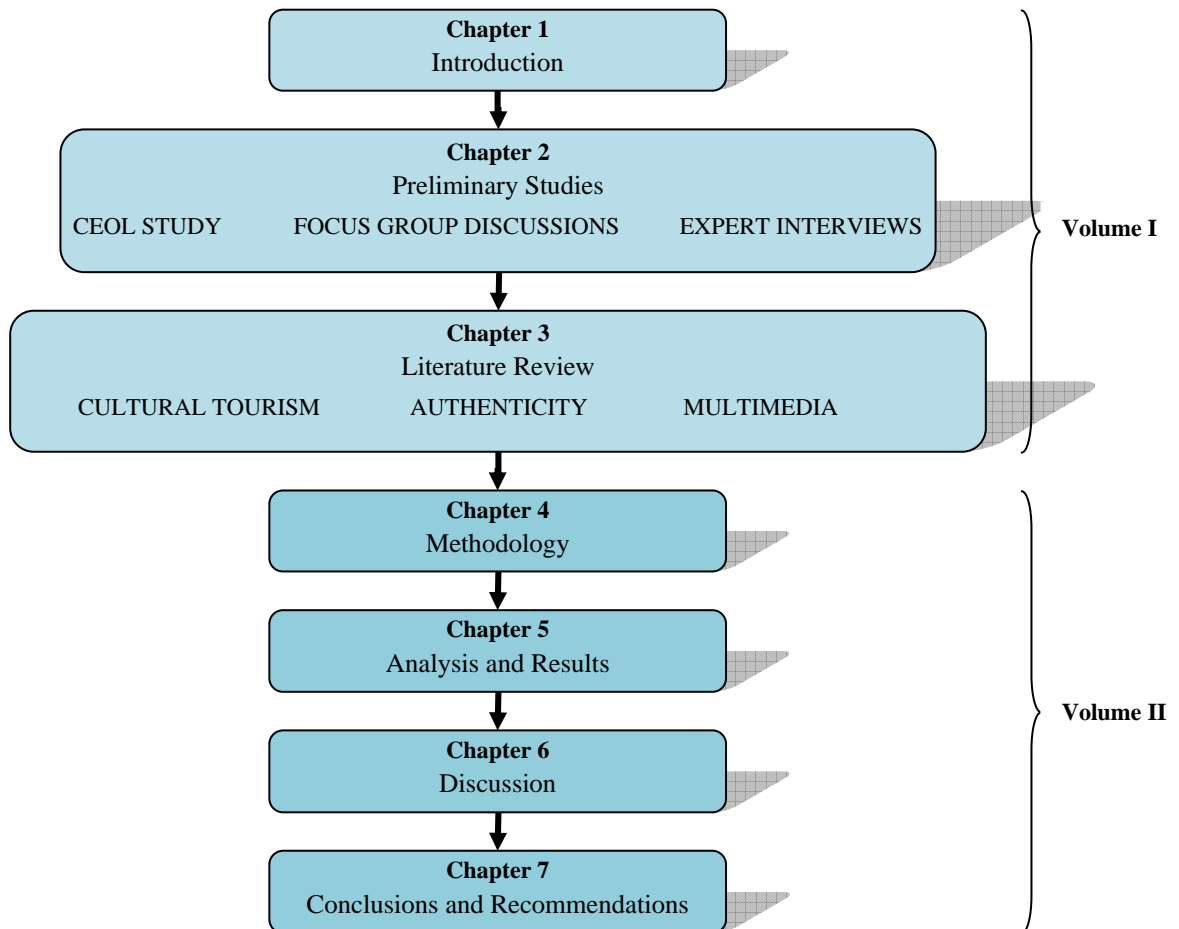 Chapter 1
Introduction
Chapter 2
Preliminary Studies
CEOL STUDY FOCUS GROUP DISCUSSIONS EXPERT INTERVIEWS
Volume I
Chapter 3
Literature Review
CULTURAL TOURISM AUTHENTICITY MULTIMEDIA
Chapter 4
Methodology
Chapter 5
Analysis and Results
Volume II
Chapter 6
Discussion
Chapter 7
Conclusions and Recommendations